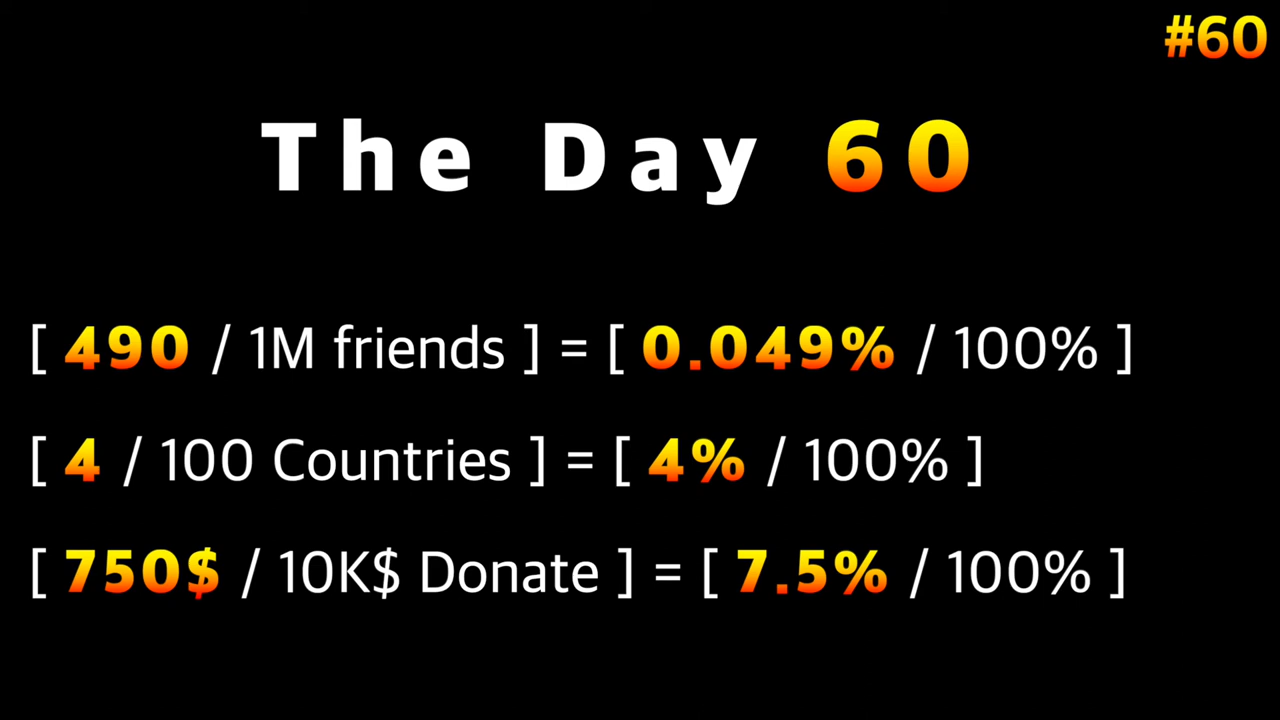 #60
The Day 60
[ 490 / 1M friends ] = [ 0.049% / 100% ]
[ 4 / 100 Countries ] = [ 4% / 100% ]
[ 750$ / 10K$ Donate ] = [ 7.5% / 100% ]